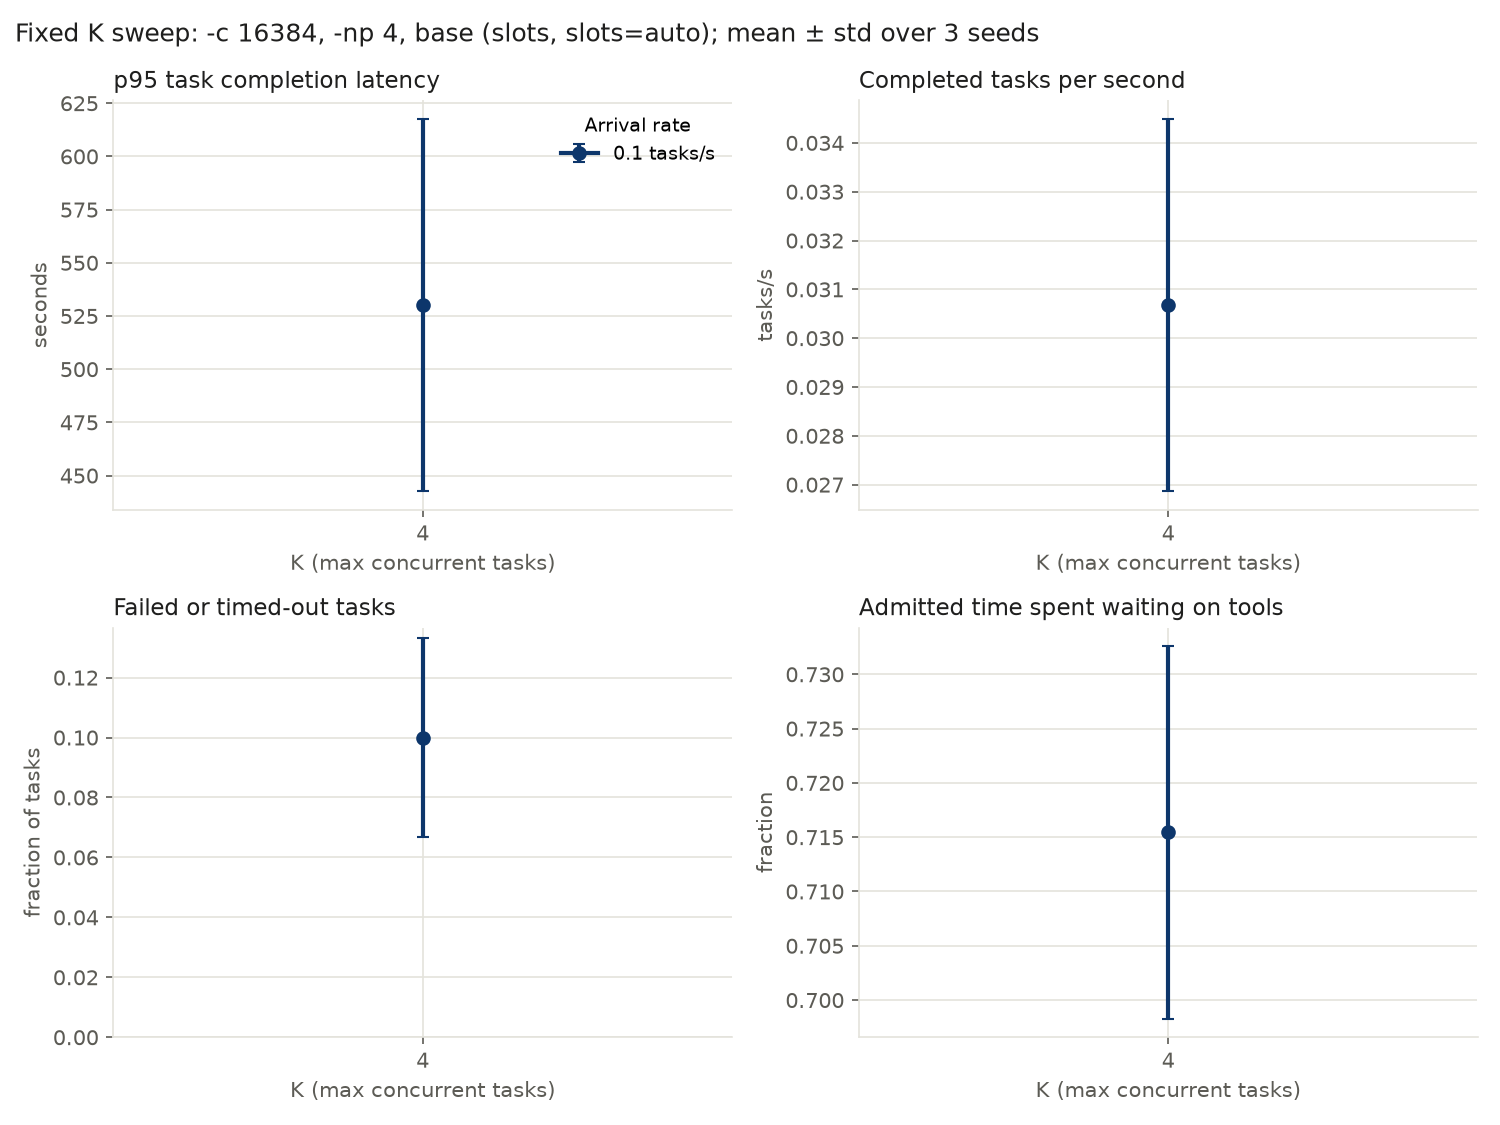 Fixed K sweep: -c 16384, -np 4, base (slots, slots=auto); mean ± std over 3 seeds
p95 task completion latency
625
600
575
550
525
500
475
450
seconds
Arrival rate
0.1 tasks/s
4
K (max concurrent tasks)
Completed tasks per second
0.034
0.033
0.032
0.031
0.030
0.029
0.028
0.027
tasks/s
4
K (max concurrent tasks)
Failed or timed-out tasks
0.12
0.10
0.08
0.06
0.04
0.02
0.00
fraction of tasks
4
K (max concurrent tasks)
Admitted time spent waiting on tools
0.730
0.725
0.720
0.715
0.710
0.705
0.700
fraction
4
K (max concurrent tasks)